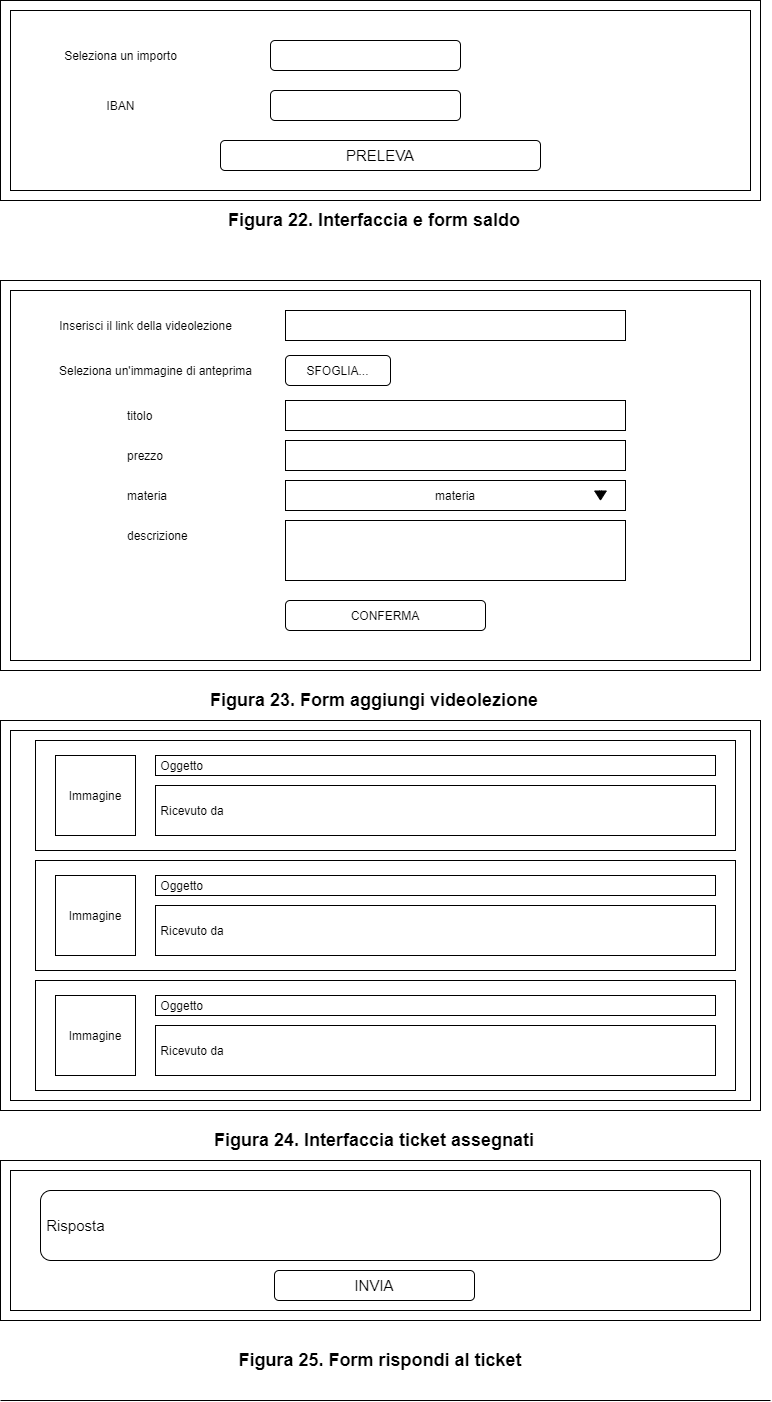 Seleziona un importo
IBAN
PRELEVA
Figura 22. Interfaccia e form saldo
Inserisci il link della videolezione
Seleziona un'immagine di anteprima
SFOGLIA...
titolo
prezzo
materia
materia
descrizione
CONFERMA
Figura 23. Form aggiungi videolezione
Immagine
Oggetto
Ricevuto da
Immagine
Oggetto
Ricevuto da
Immagine
Oggetto
Ricevuto da
Figura 24. Interfaccia ticket assegnati
Risposta
INVIA
Figura 25. Form rispondi al ticket